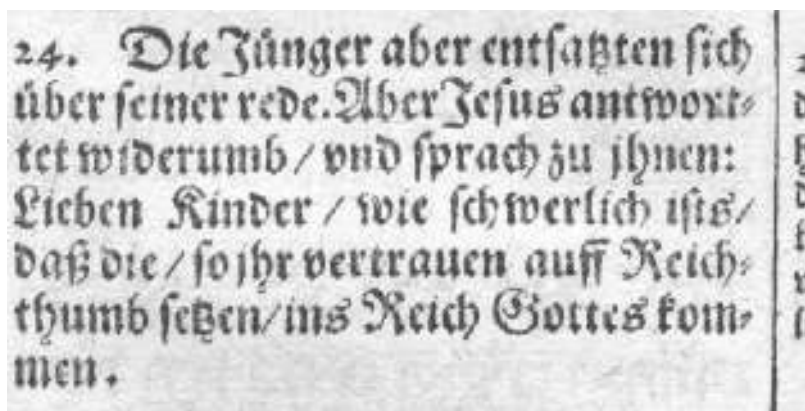 24. Die Jünger aber entſatzten ſich
über ſeiner rede. Aber Jeſus antwort⸗
tet widerumb / vnd ſprach zu jhnen:
Lieben Kinder / wie ſchwerlich iſts /
daß die / ſo jhr vertrauen auff Reich⸗
thumb ſetzen / ins Reich Gottes kom⸗
men.